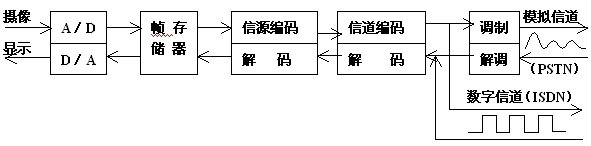 摄像 A/D 帧存 信源编码 信道编码 调制 模拟信道
显示 D/A 储器 解码 解码 解调 (PSTN)
数字信道(ISDN)